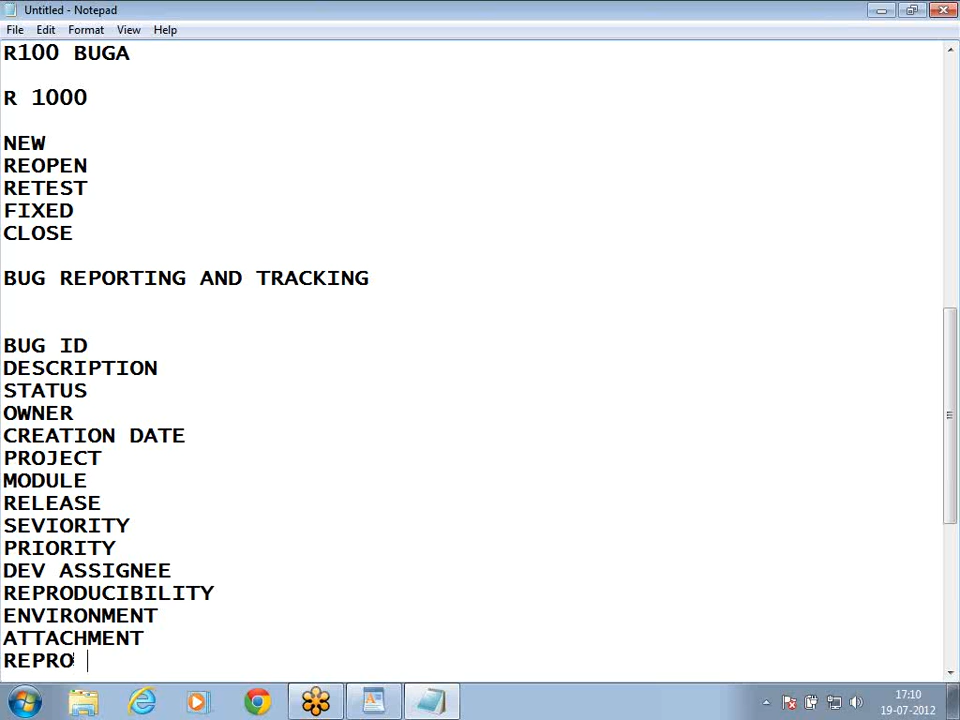 Untitled - Notepad
File Edit Format View Help
R100 BUGA
R 1000
NEW
REOPEN
RETEST
FIXED
CLOSE
BUG REPORTING AND TRACKING
BUG ID
DESCRIPTION
STATUS
OWNER
CREATION DATE
PROJECT
MODULE
RELEASE
SEVIORITY
PRIORITY
DEV ASSIGNEE
REPRODUCIBILITY
ENVIRONMENT
ATTACHMENT
REPRO
17:10
19-07-2012